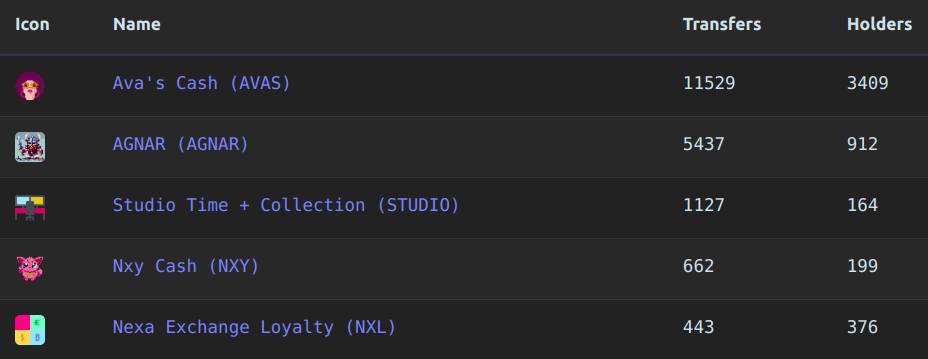 Icon Name Transfers Holders
Ava's Cash (AVAS) 11529 3409
AGNAR (AGNAR) 5437 912
Studio Time + Collection (STUDIO) 1127 164
Nxy Cash (NXY) 662 199
€
Nexa Exchange Loyalty (NXL) 443 376
$ B